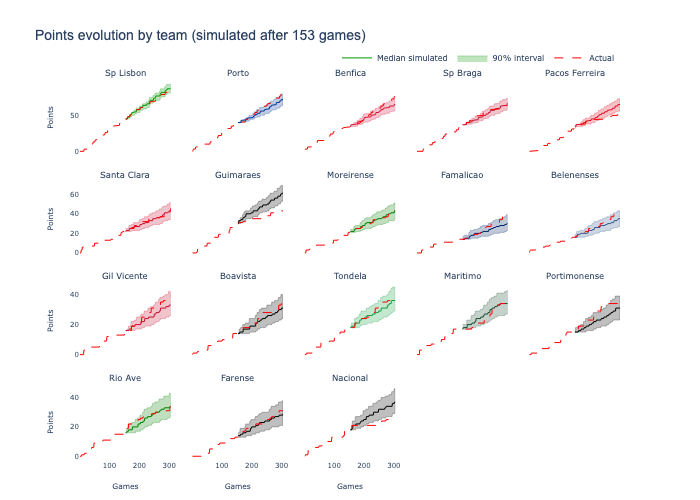 Points evolution by team (simulated after 153 games)
Median simulated 90% interval Actual
Sp Lisbon Porto Benfica Sp Braga Pacos Ferreira
50
0
Points
Santa Clara Guimaraes Moreirense Famalicao Belenenses
60
40
20
0
Points
Gil Vicente Boavista Tondela Maritimo Portimonense
40
20
0
Points
Rio Ave Farense Nacional
40
20
0
Points
100 200 300 100 200 300 100 200 300
Games Games Games